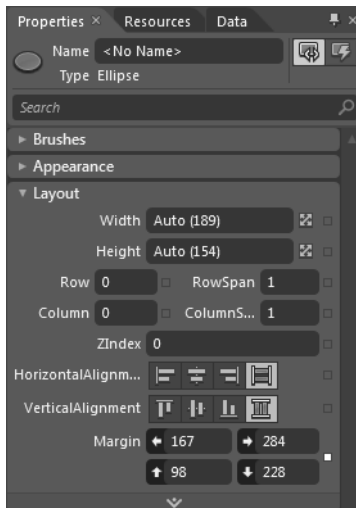 Properties Resources Data
Name <No Name>
Type Ellipse
Search
Brushes
Appearance
Layout
Width Auto (189)
Height Auto (154)
Row 0 RowSpan 1
Column 0 ColumnS... 1
ZIndex 0
HorizontalAlignm...
VerticalAlignment
Margin 167 284
98 228